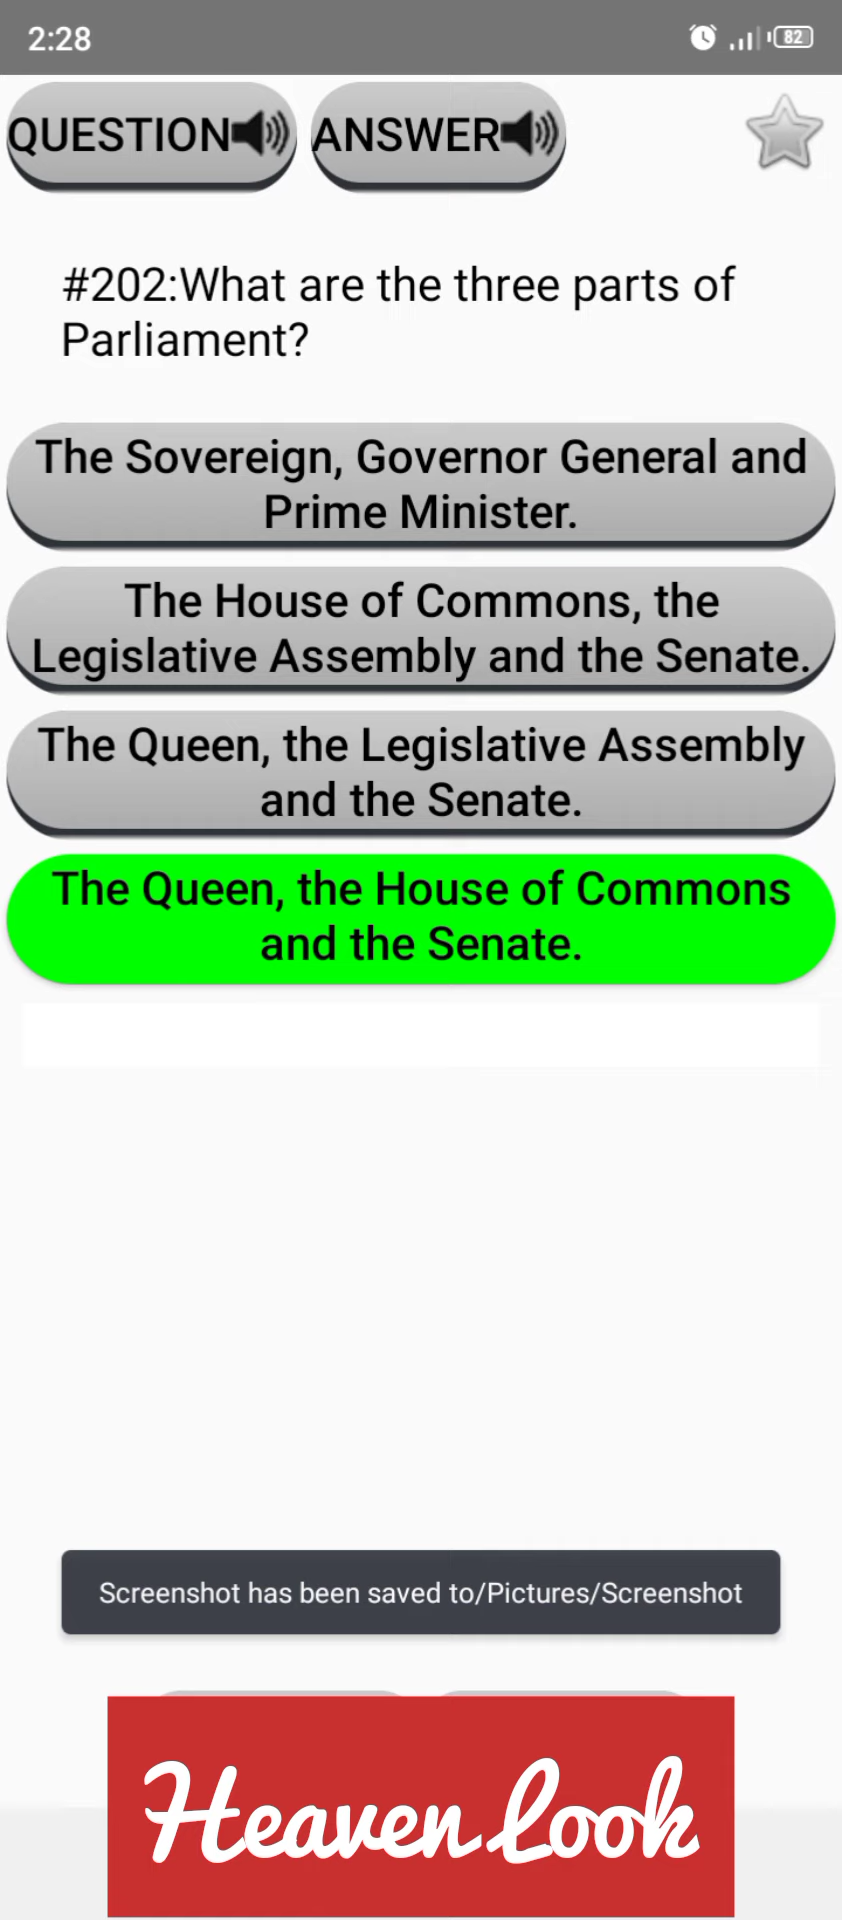 2:28
82
QUESTION
ANSWER
#202:What are the three parts of
Parliament?
The Sovereign, Governor General and
Prime Minister.
The House of Commons, the
Legislative Assembly and the Senate.
The Queen, the Legislative Assembly
and the Senate.
The Queen, the House of Commons
and the Senate.
Screenshot has been saved to/Pictures/Screenshot
Heaven Look